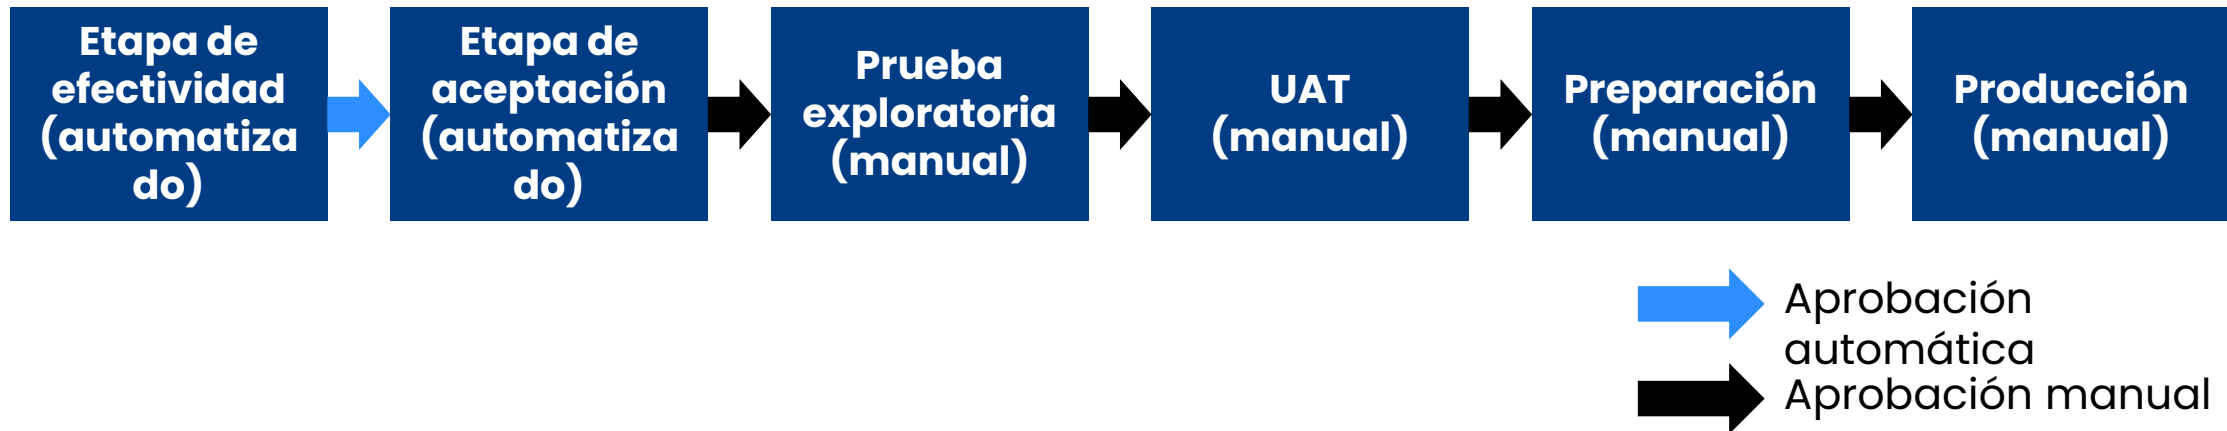 Etapa de
efectividad
(automatiza
do)
Etapa de
aceptación
(automatiza
do)
Prueba
exploratoria
(manual)
UAT
(manual)
Preparación
(manual)
Producción
(manual)
Aprobación
automática
Aprobación manual